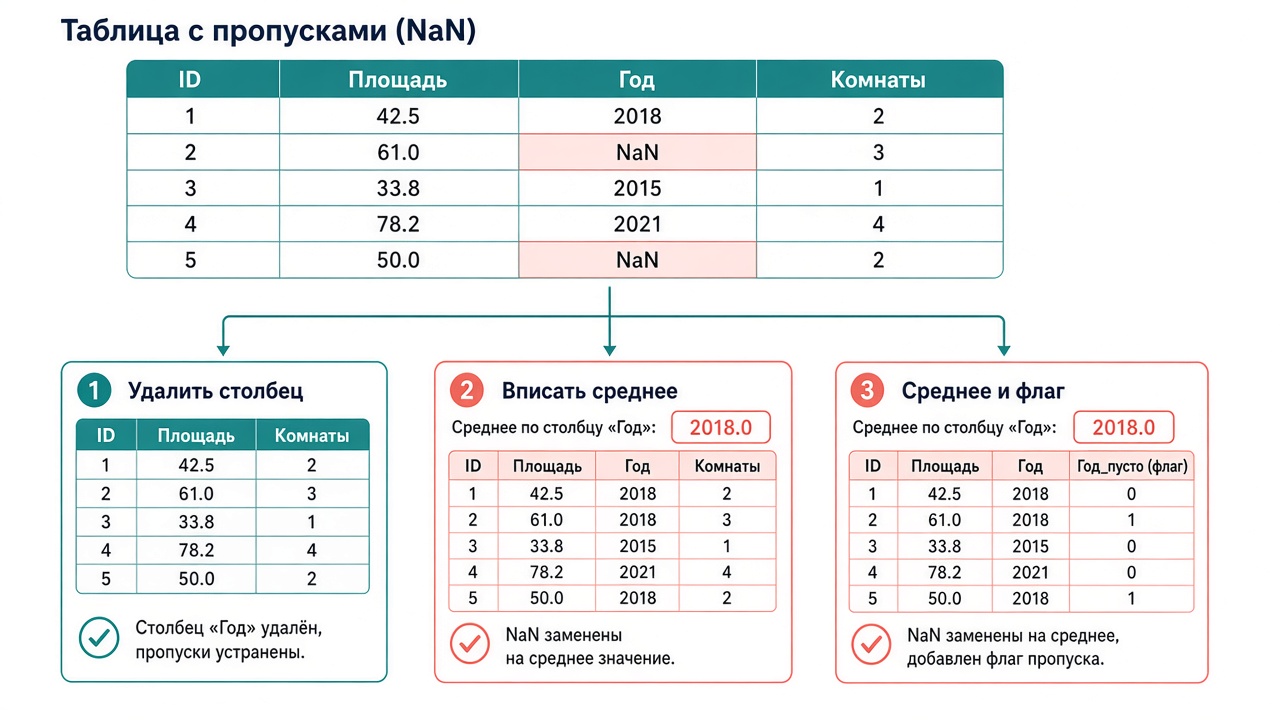 Таблица с пропусками (NaN)
ID Площадь Год Комнаты
1 42.5 2018 2
2 61.0 NaN 3
3 33.8 2015 1
4 78.2 2021 4
5 50.0 NaN 2
1 Удалить столбец
ID Площадь Комнаты
1 42.5 2
2 61.0 3
3 33.8 1
4 78.2 4
5 50.0 2
Столбец «Год» удалён,
пропуски устранены.
2 Вписать среднее
Среднее по столбцу «Год»: 2018.0
ID Площадь Год Комнаты
1 42.5 2018 2
2 61.0 2018 3
3 33.8 2015 1
4 78.2 2021 4
5 50.0 2018 2
NaN заменены
на среднее значение.
3 Среднее и флаг
Среднее по столбцу «Год»: 2018.0
ID Площадь Год Год_пусто (флаг)
1 42.5 2018 0
2 61.0 2018 1
3 33.8 2015 0
4 78.2 2021 0
5 50.0 2018 1
NaN заменены на среднее,
добавлен флаг пропуска.